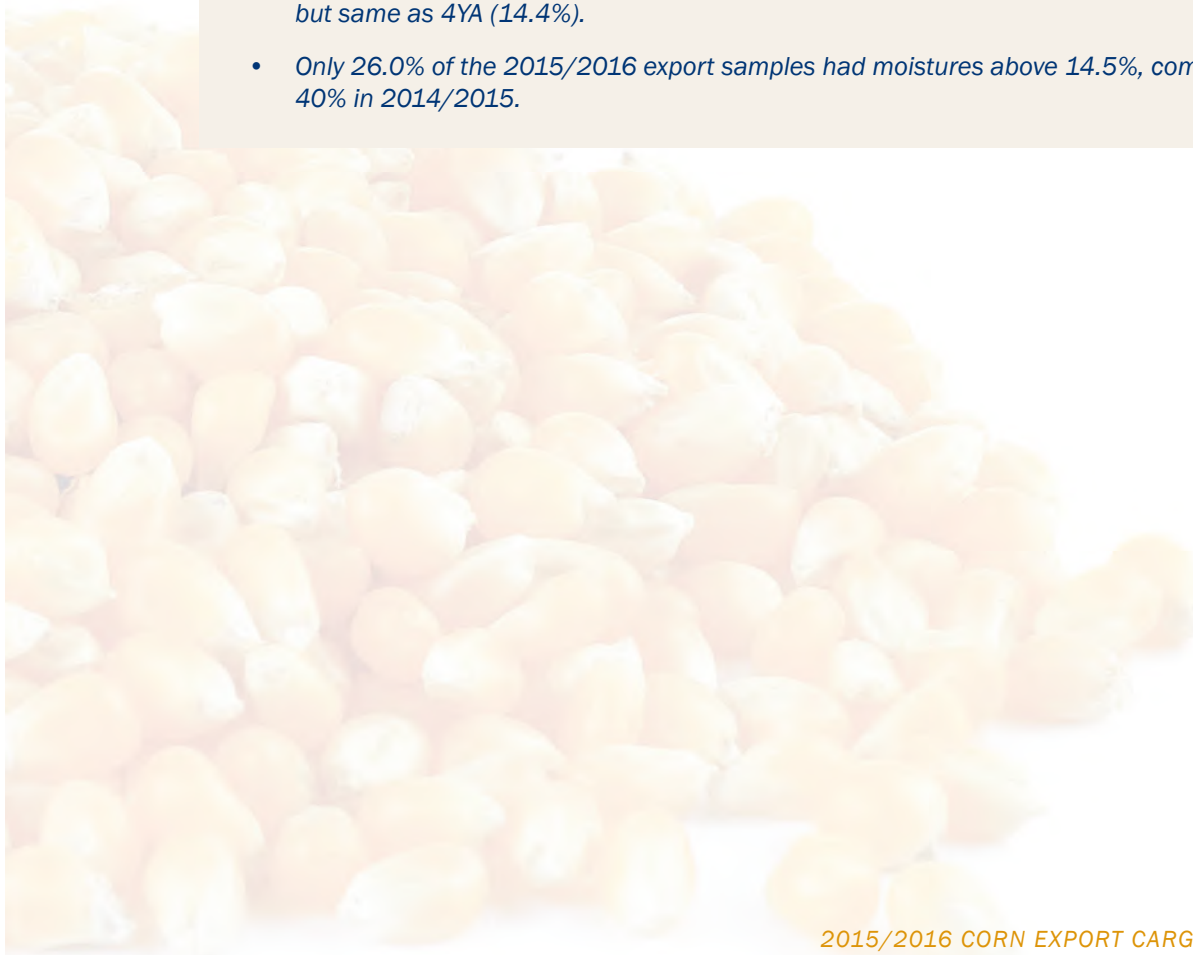 but same as 4YA (14.4%).
• Only 26.0% of the 2015/2016 export samples had moistures above 14.5%, com
40% in 2014/2015.
2015/2016 CORN EXPORT CARG